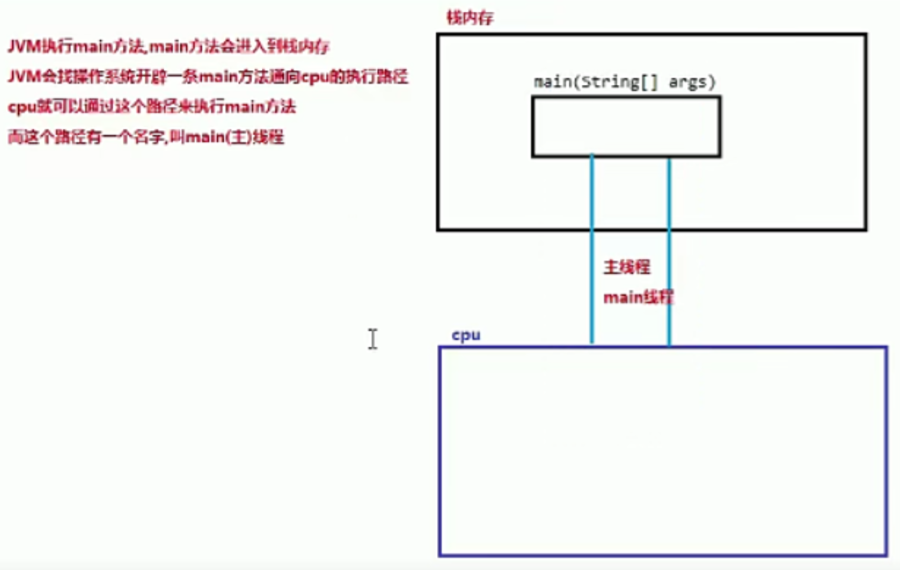 栈内存
JVM执行main方法,main方法会进入到栈内存
JVM会找操作系统开辟一条main方法通向cpu的执行路径
cpu就可以通过这个路径来执行main方法
而这个路径有一个名字,叫main(主)线程
main(String[] args)
主线程
main线程
cpu